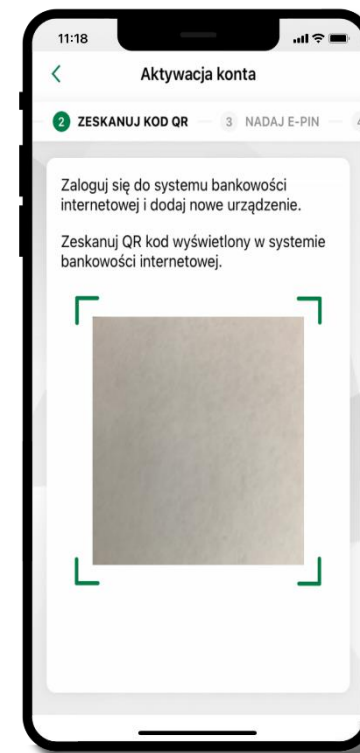 11:18
Aktywacja konta
2 ZESKANUJ KOD QR 3 NADAJ E-PIN 4
Zaloguj się do systemu bankowości
internetowej i dodaj nowe urządzenie.
Zeskanuj QR kod wyświetlony w systemie
bankowości internetowej.